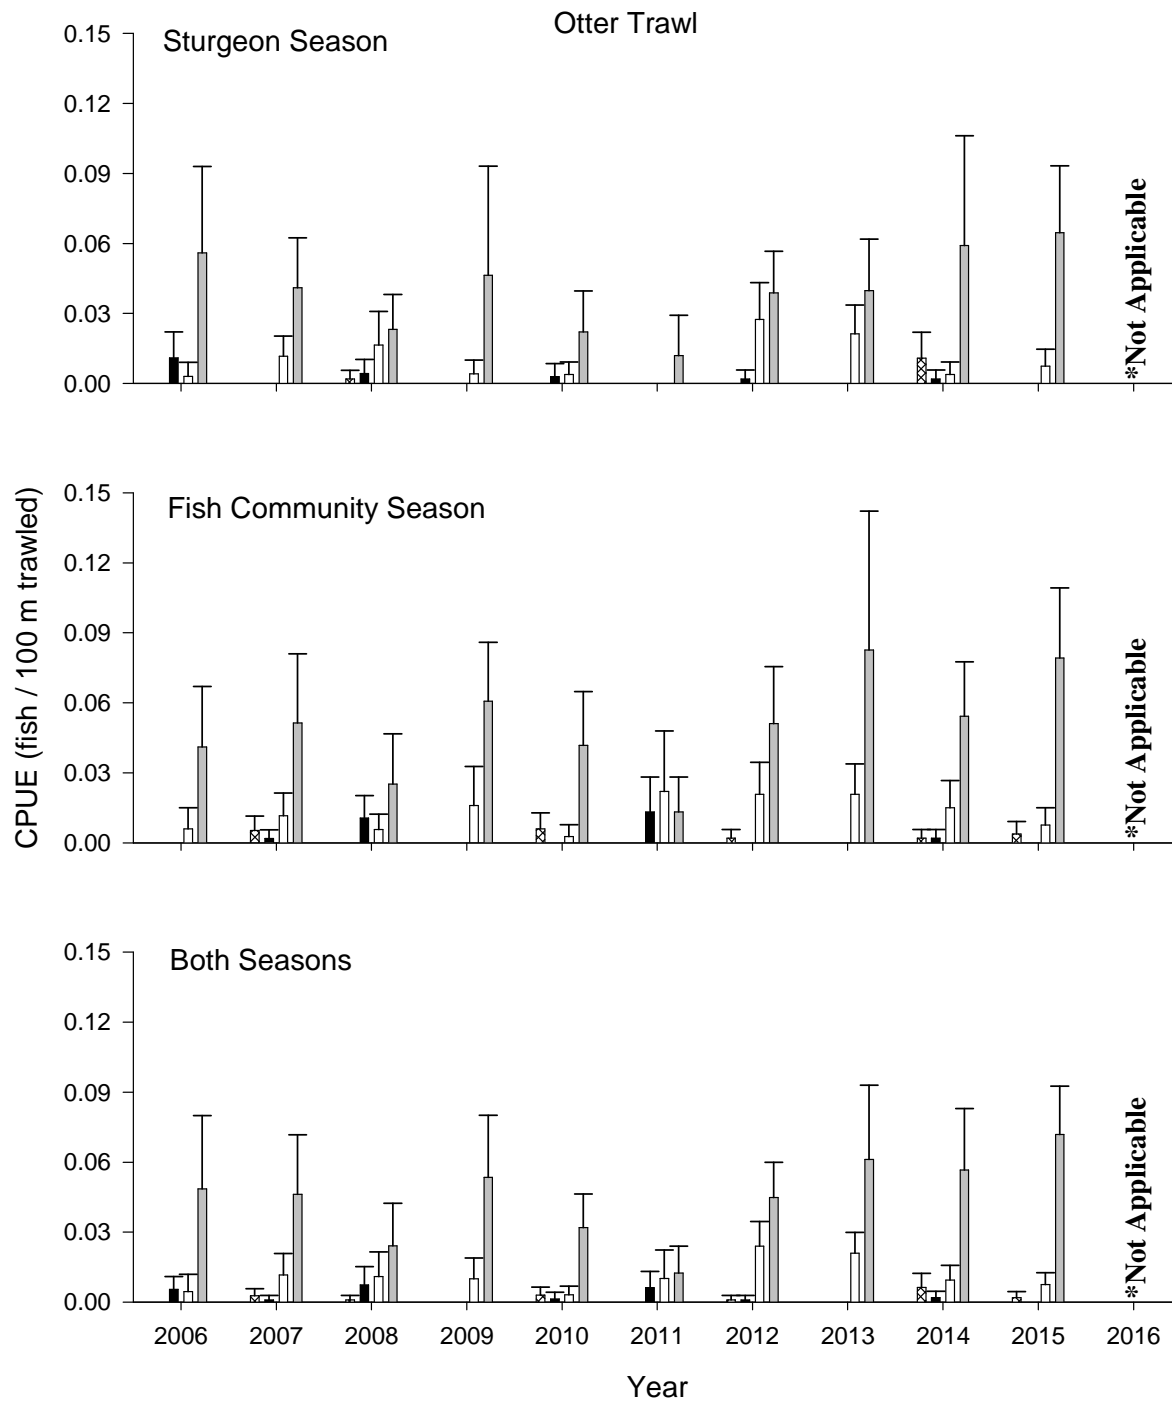 Otter Trawl
Sturgeon Season
0.15
0.12
0.09
0.06
0.03
0.00
*Not Applicable
CPUE (fish / 100 m trawled)
Fish Community Season
0.15
0.12
0.09
0.06
0.03
0.00
*Not Applicable
Both Seasons
0.15
0.12
0.09
0.06
0.03
0.00
*Not Applicable
2006 2007 2008 2009 2010 2011 2012 2013 2014 2015 2016
Year